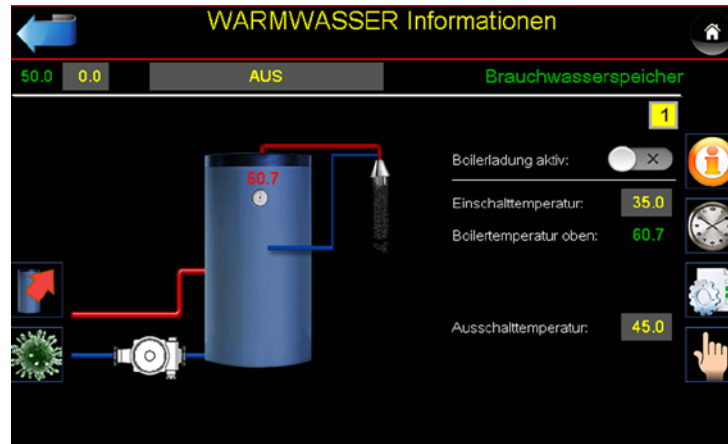 WARMWASSER Informationen
50.0 0.0 AUS Brauchwasserspeicher
1
60.7
Boilerladung aktiv:
Einschalttemperatur: 35.0
Boilertemperatur oben: 60.7
Ausschalttemperatur: 45.0